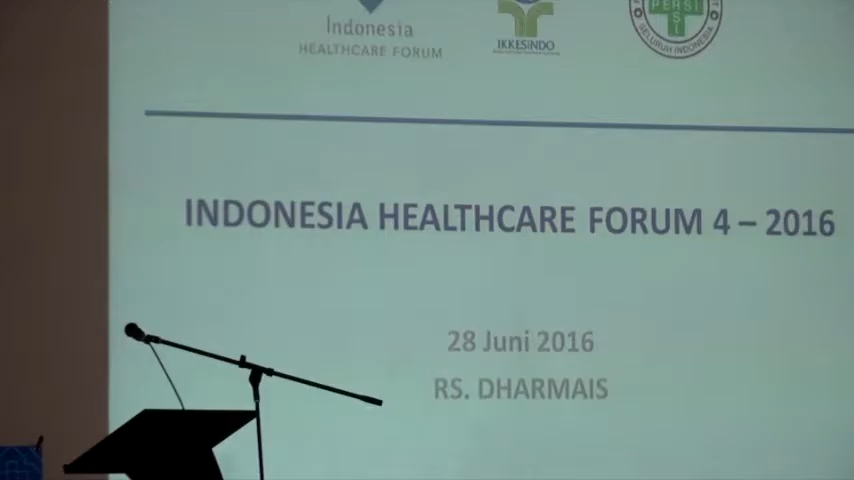 Indonesia
HEALTHCARE FORUM
IKKESINDO
PERSI
SELURUH INDONESIA
INDONESIA HEALTHCARE FORUM 4 – 2016
28 Juni 2016
RS. DHARMAIS